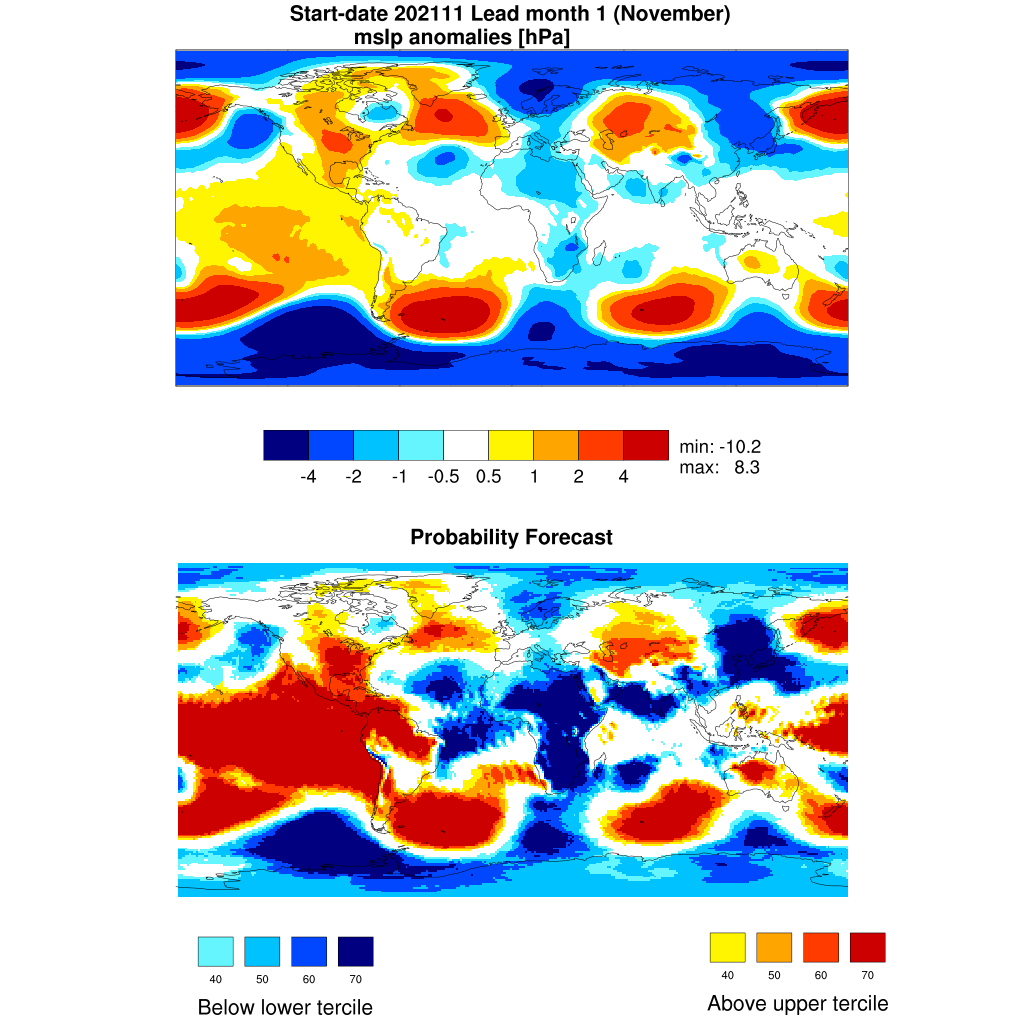 Start-date 202111 Lead month 1 (November)
mslp anomalies [hPa]
-4 -2 -1 -0.5 0.5 1 2 4
min: -10.2
max: 8.3
Probability Forecast
40 50 60 70
Below lower tercile
40 50 60 70
Above upper tercile